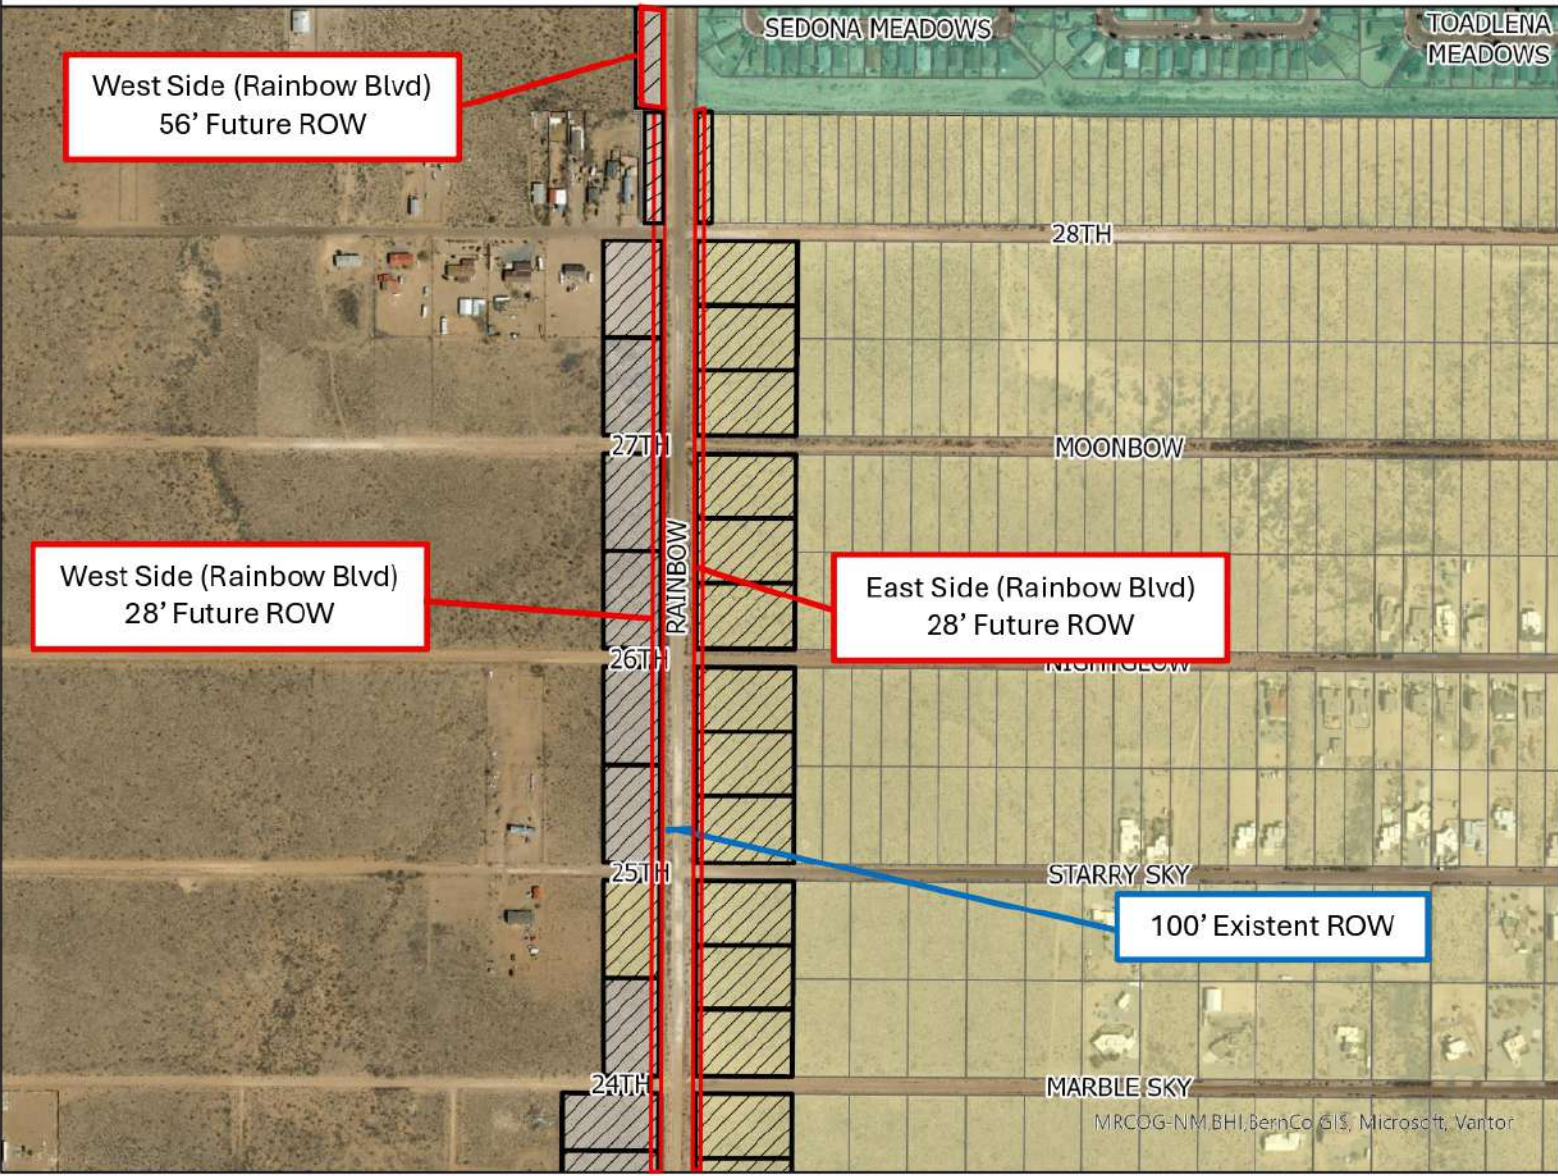 SEDONA MEADOWS
TOADLENA
MEADOWS
West Side (Rainbow Blvd)
56’ Future ROW
28TH
27TH
MOONBOW
RAINBOW
West Side (Rainbow Blvd)
28’ Future ROW
East Side (Rainbow Blvd)
28’ Future ROW
26TH
NIGHTGLOW
25TH
STARRY SKY
100’ Existent ROW
24TH
MARBLE SKY
MRCOG-NM,BHI,BernCo GIS, Microsoft, Vantor